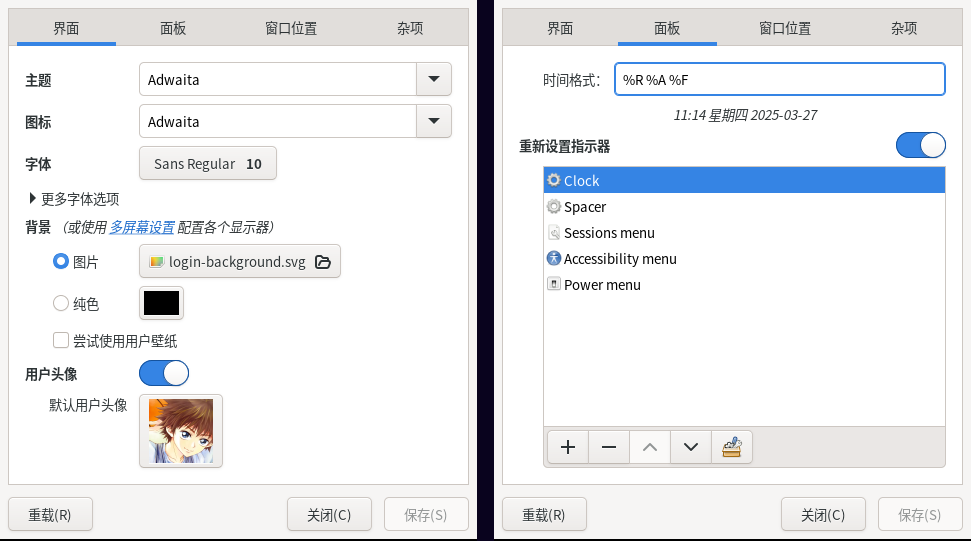 界面 面板 窗口位置 杂项
主题 Adwaita
图标 Adwaita
字体 Sans Regular 10
更多字体选项
背景 （或使用 多屏幕设置 配置各个显示器）
图片 login-background.svg
纯色
尝试使用用户壁纸
用户头像
默认用户头像
重载(R) 关闭(C) 保存(S)
界面 面板 窗口位置 杂项
时间格式： %R %A %F
11:14 星期四 2025-03-27
重新设置指示器
Clock
Spacer
Sessions menu
Accessibility menu
Power menu
重载(R) 关闭(C) 保存(S)